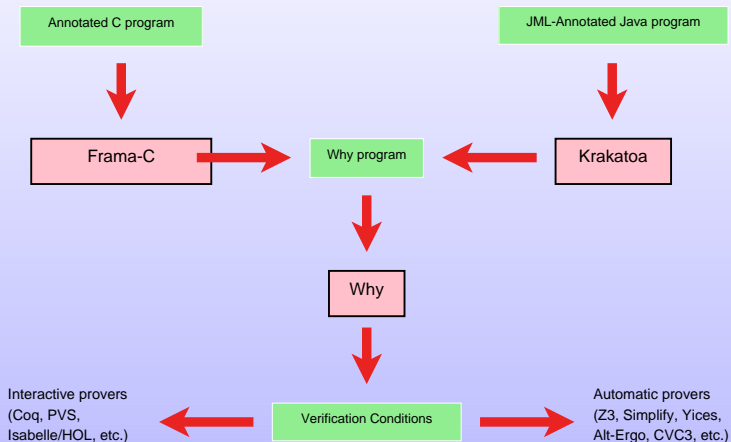 Annotated C program
JML-Annotated Java program
Frama-C
Why program
Krakatoa
Why
Interactive provers
(Coq, PVS,
Isabelle/HOL, etc.)
Verification Conditions
Automatic provers
(Z3, Simplify, Yices,
Alt-Ergo, CVC3, etc.)